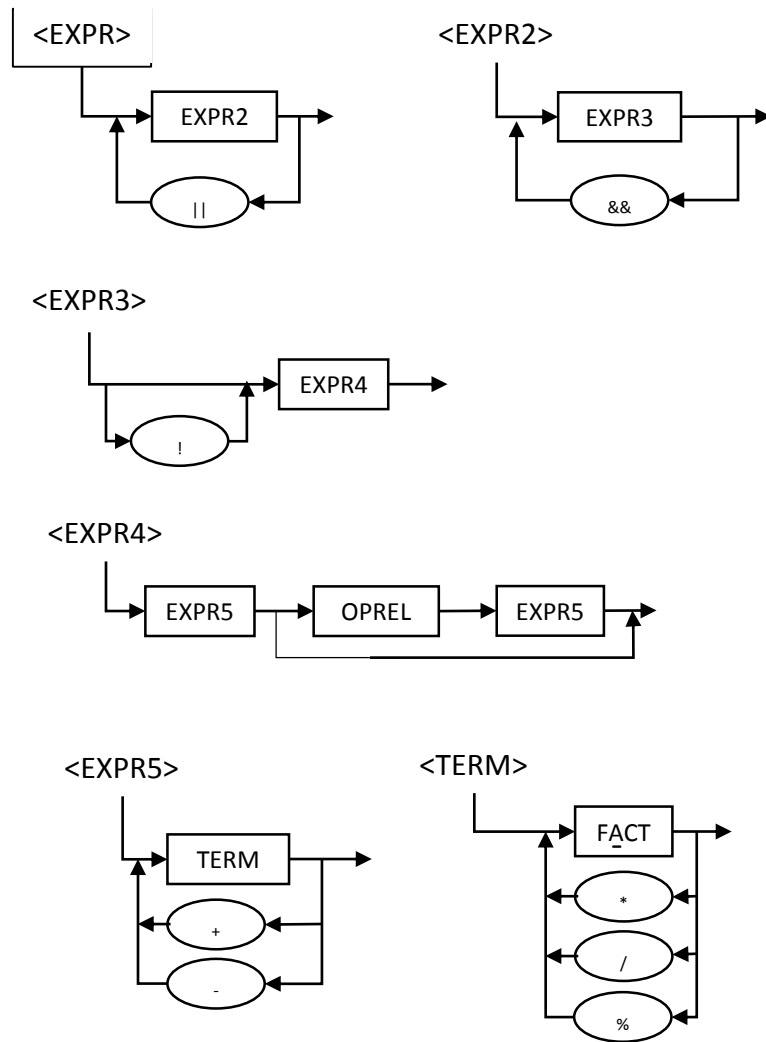 <EXPR> <EXPR2>
EXPR2 EXPR3
|| &&
<EXPR3>
EXPR4
!
<EXPR4>
EXPR5 OPREL EXPR5
<EXPR5> <TERM>
TERM FACT
+ *
- /
%